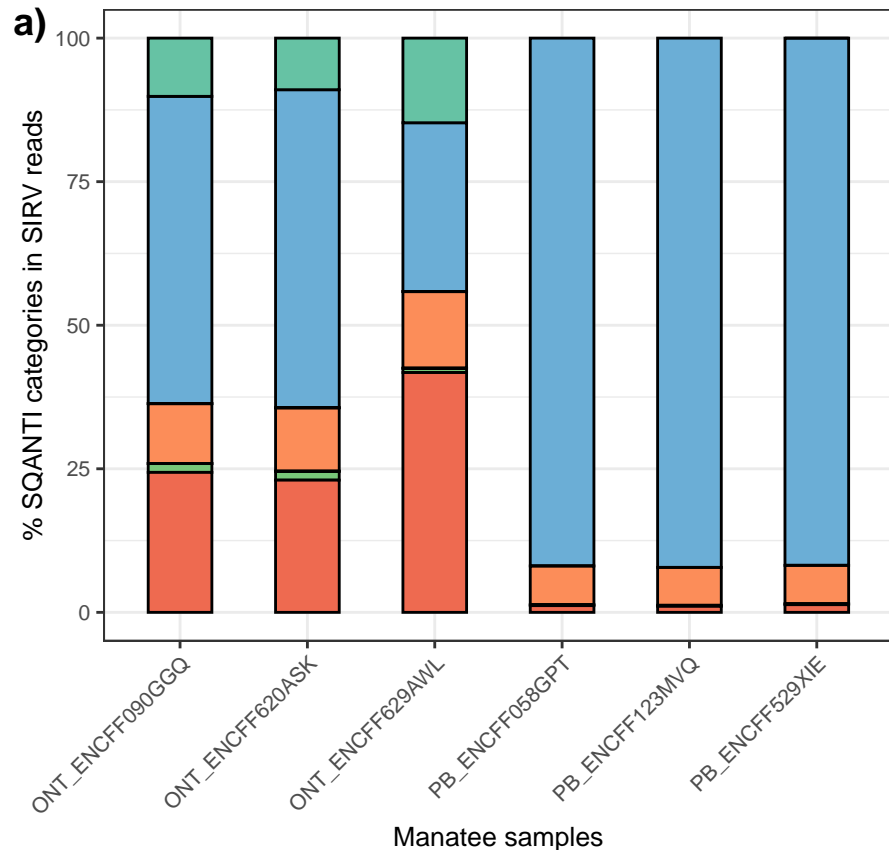 a)
% SQANTI categories in SIRV reads
100
75
50
25
0
ONT_ENCFF090GGQ
ONT_ENCFF620ASK
ONT_ENCFF629AWL
PB_ENCFF058GPT
PB_ENCFF123MVQ
PB_ENCFF529XIE
Manatee samples